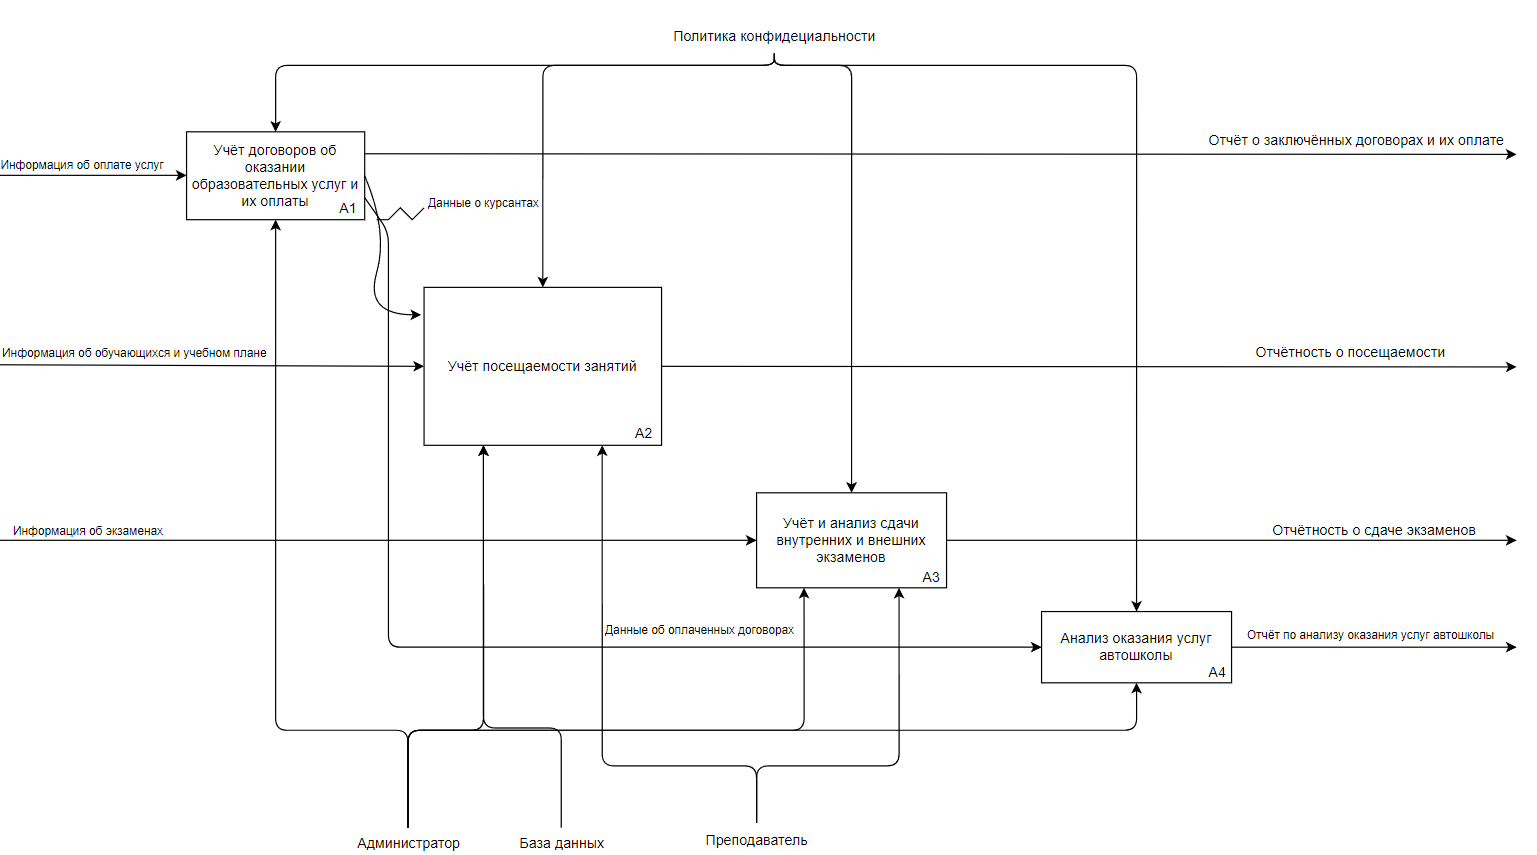 Политика конфидециальности
Отчёт о заключённых договорах и их оплате
Информация об оплате услуг
Учёт договоров об
оказании
образовательных услуг и
их оплаты
A1
Данные о курсантах
Информация об обучающихся и учебном плане
Учёт посещаемости занятий
A2
Отчётность о посещаемости
Информация об экзаменах
Учёт и анализ сдачи
внутренних и внешних
экзаменов
A3
Отчётность о сдаче экзаменов
Данные об оплаченных договорах
Анализ оказания услуг
автошколы
A4
Отчёт по анализу оказания услуг автошколы
Администратор
База данных
Преподаватель